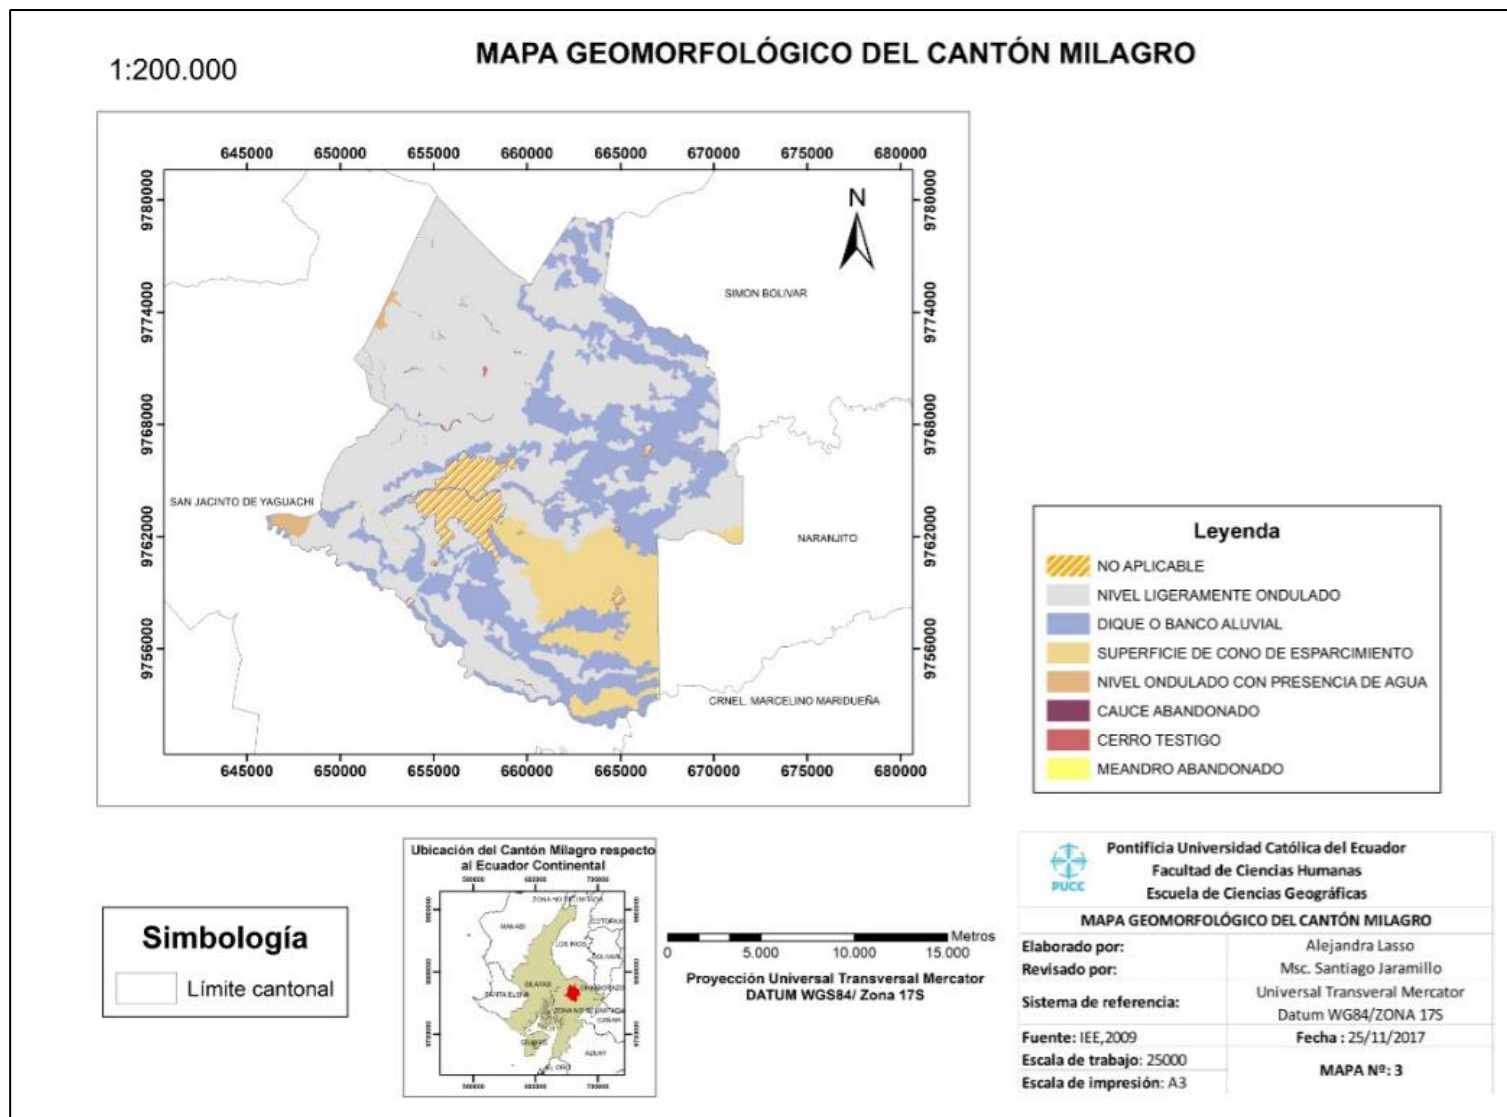 1:200.000
MAPA GEOMORFOLÓGICO DEL CANTÓN MILAGRO
645000 650000 655000 660000 665000 670000 675000 680000
9780000 9780000
N
SIMON BOLIVAR
9774000 9774000
9768000 9768000
SAN JACINTO DE YAGUACHI
9762000 9762000
NARANJITO
9756000 9756000
CRNEL. MARCELINO MARIDUEÑA
645000 650000 655000 660000 665000 670000 675000 680000
Leyenda
NO APLICABLE
NIVEL LIGERAMENTE ONDULADO
DIQUE O BANCO ALUVIAL
SUPERFICIE DE CONO DE ESPARCIMIENTO
NIVEL ONDULADO CON PRESENCIA DE AGUA
CAUCE ABANDONADO
CERRO TESTIGO
MEANDRO ABANDONADO
Simbología
Límite cantonal
Ubicación del Cantón Milagro respecto
al Ecuador Continental
MANABI
LOS RIOS
SANTA ELENA
AZUAY
EL ORO
0 5.000 10.000 15.000 Metros
Proyección Universal Transversal Mercator
DATUM WGS84/ Zona 17S
PUCE
Pontificia Universidad Católica del Ecuador
Facultad de Ciencias Humanas
Escuela de Ciencias Geográficas
MAPA GEOMORFOLÓGICO DEL CANTÓN MILAGRO
Elaborado por: Alejandra Lasso
Revisado por: Msc. Santiago Jaramillo
Sistema de referencia: Universal Transveral Mercator
Datum WG84/ZONA 17S
Fuente: IEE,2009 Fecha : 25/11/2017
Escala de trabajo: 25000
Escala de impresión: A3
MAPA Nº: 3